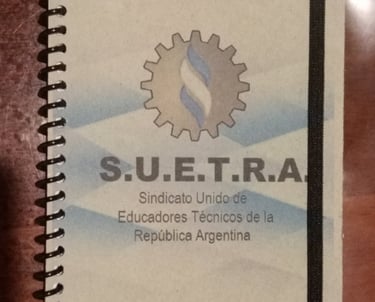 S.U.E.T.R.A.
Sindicato Unido de
Educadores Técnicos de la
República Argentina